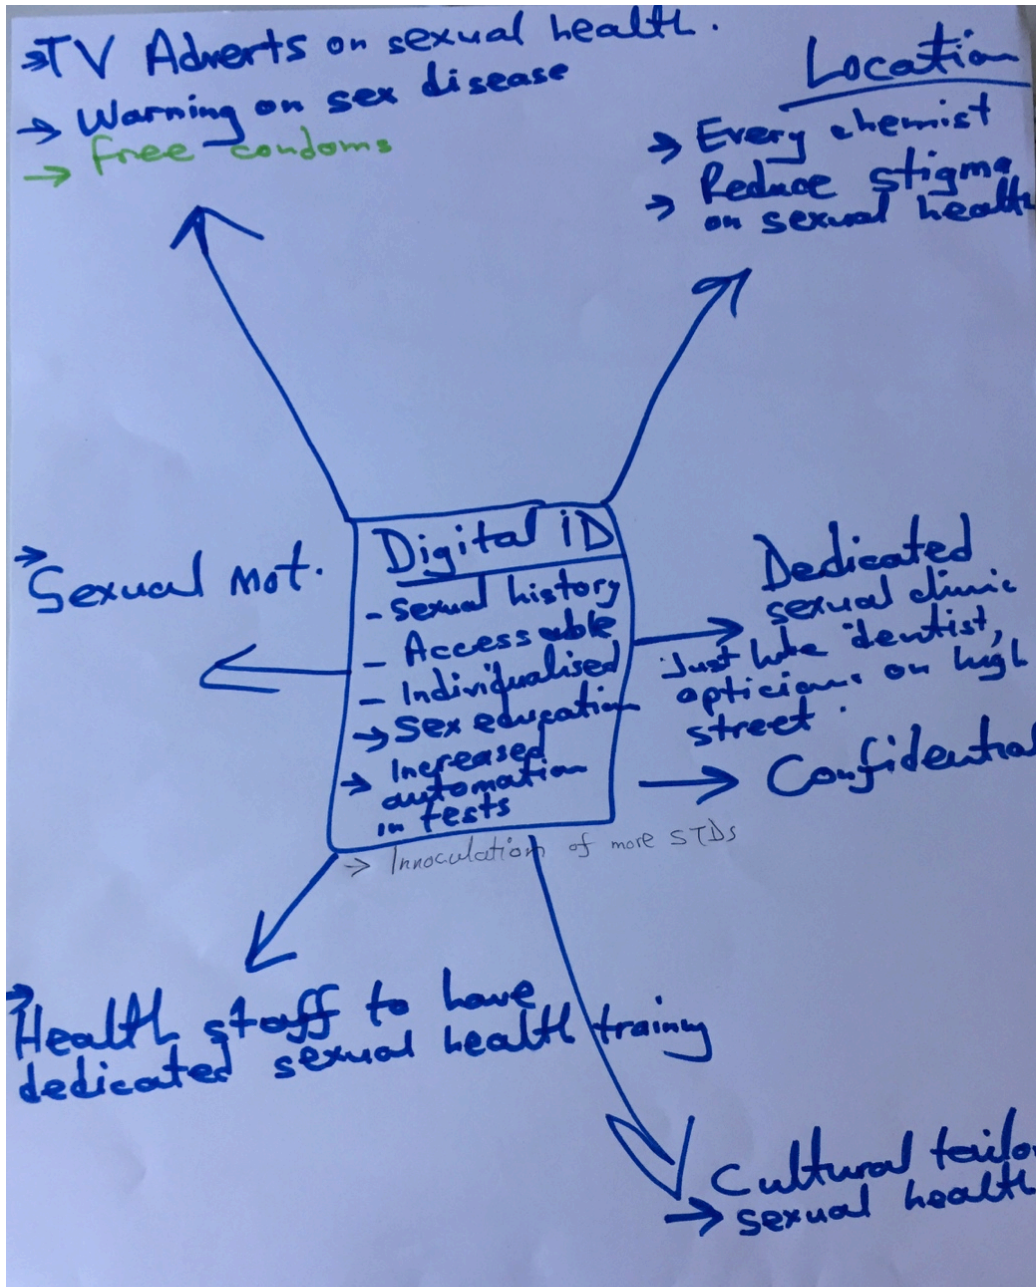 →TV Adverts on sexual health.
→ Warning on sex disease
→ free condoms
Location
→ Every chemist
→ Reduce stigma
on sexual health
→
Sexual Mot.
Digital iD
- sexual history
- Accessable
- Individualised
→ Sex education
→ Increased
automation
in tests
→ Innoculation of more STDs
Dedicated
sexual clinic
Just like dentist,
opticians on high
street.
→ Confidential
→
Health staff to have
dedicated sexual health training
Cultural
→ sexual health